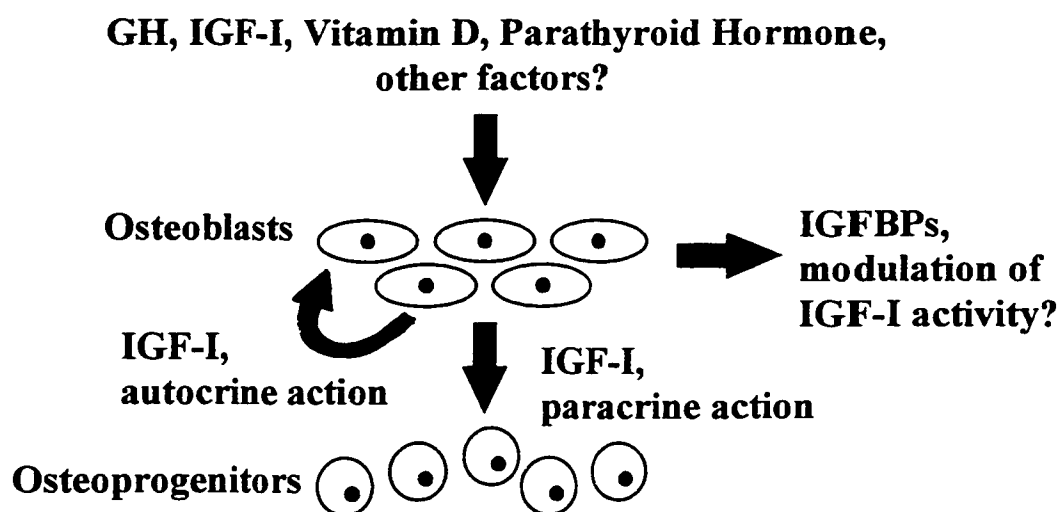 GH, IGF-I, Vitamin D, Parathyroid Hormone,
other factors?
Osteoblasts
IGFBPs,
modulation of
IGF-I activity?
IGF-I,
autocrine action
IGF-I,
paracrine action
Osteoprogenitors